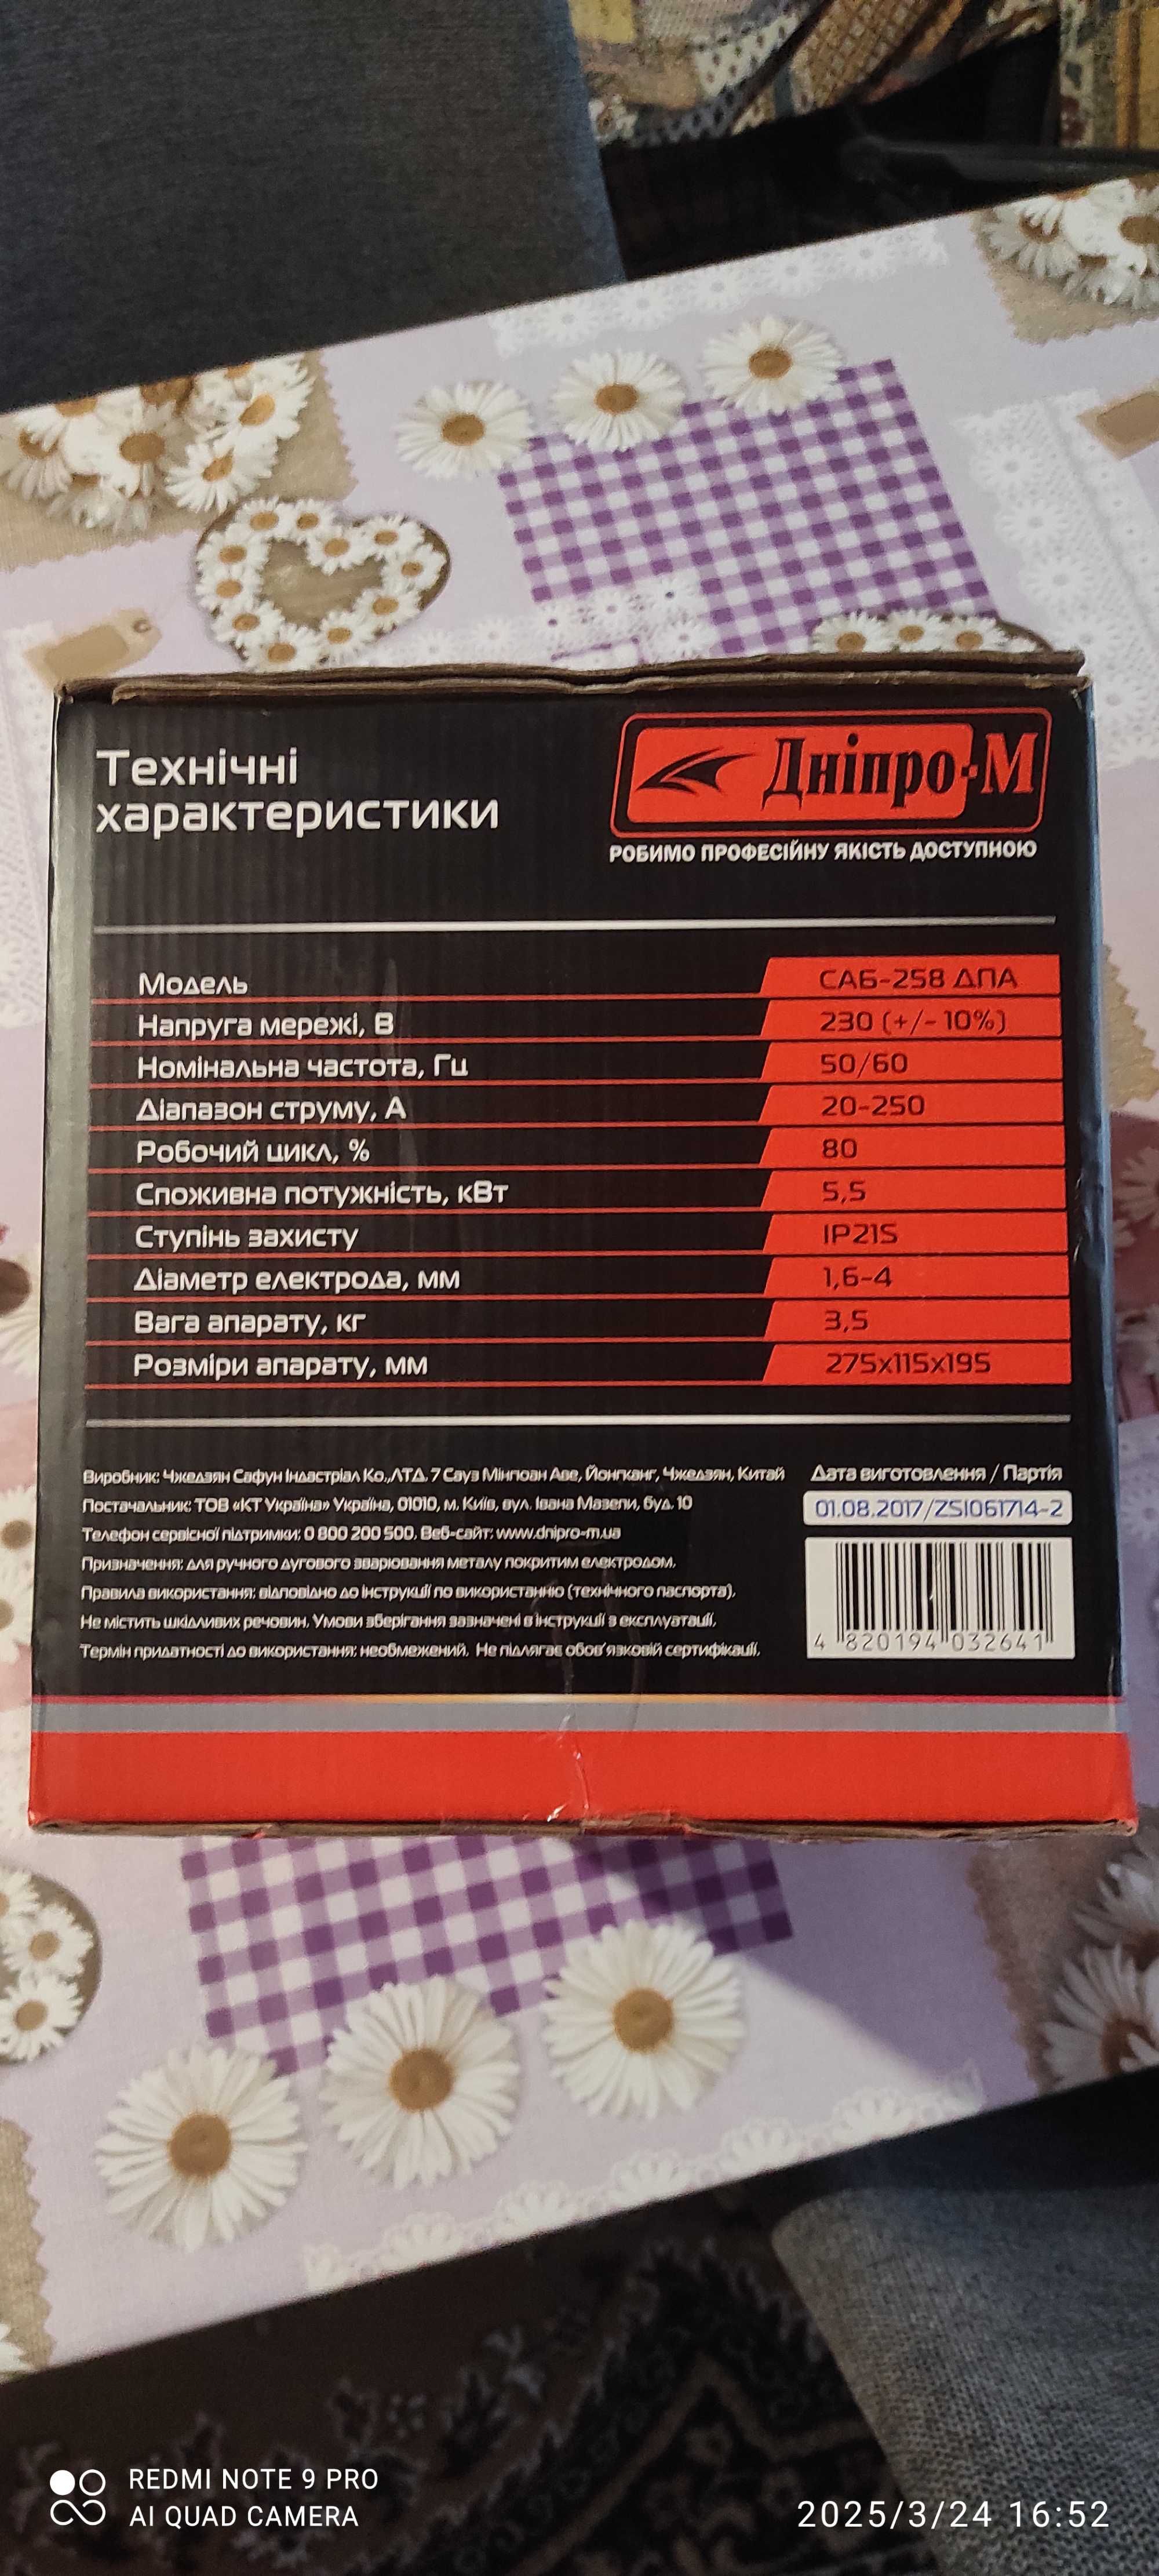 Технічні
характеристики
Дніпро-М
РОБИМО ПРОФЕСІЙНУ ЯКІСТЬ ДОСТУПНОЮ
Модель САБ-258 ДПА
Напруга мережі, В 230 (+/- 10%)
Номінальна частота, Гц 50/60
Діапазон струму, А 20-250
Робочий цикл, % 80
Споживна потужність, кВт 5,5
Ступінь захисту IP21S
Діаметр електрода, мм 1,6-4
Вага апарату, кг 3,5
Розміри апарату, мм 275х115х195
Виробник: Чжедзян Сафун Індастріал Ко.,ЛТД. 7 Сауз Мінгюан Аве, Йонгканг, Чжедзян, Китай
Постачальник: ТОВ «КТ Україна» Україна, 01010, м. Київ, вул. Івана Мазепи, буд. 10
Телефон сервісної підтримки: 0 800 200 500. Веб-сайт: www.dnipro-m.ua
Призначення: для ручного дугового зварювання металу покритим електродом.
Правила використання: відповідно до інструкції по використанню (технічного паспорта).
Не містить шкідливих речовин. Умови зберігання зазначені в інструкції з експлуатації.
Термін придатності до використання: необмежений. Не підлягає обов'язковій сертифікації.
Дата виготовлення / Партія
01.08.2017/ZSI061714-2
4 820194 032641
REDMI NOTE 9 PRO
AI QUAD CAMERA
2025/3/24 16:52